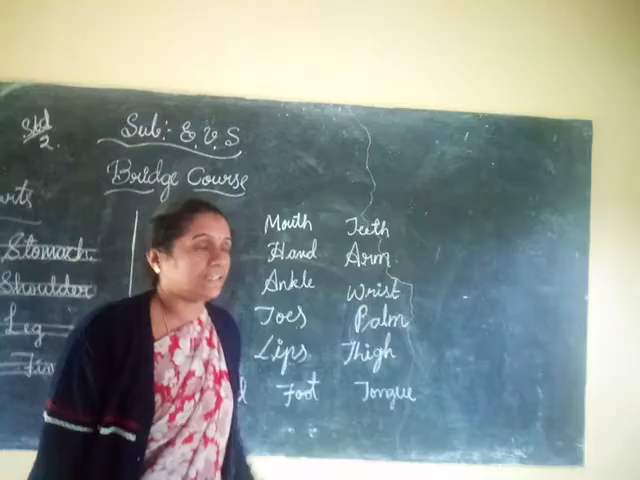 Std 2.
Sub:- E.V.S
Bridge Course
Stomach.
Shoulder
Leg
Mouth Teeth
Hand Arm
Ankle Wrist
Toes Palm
Lips Thigh
Foot Tongue